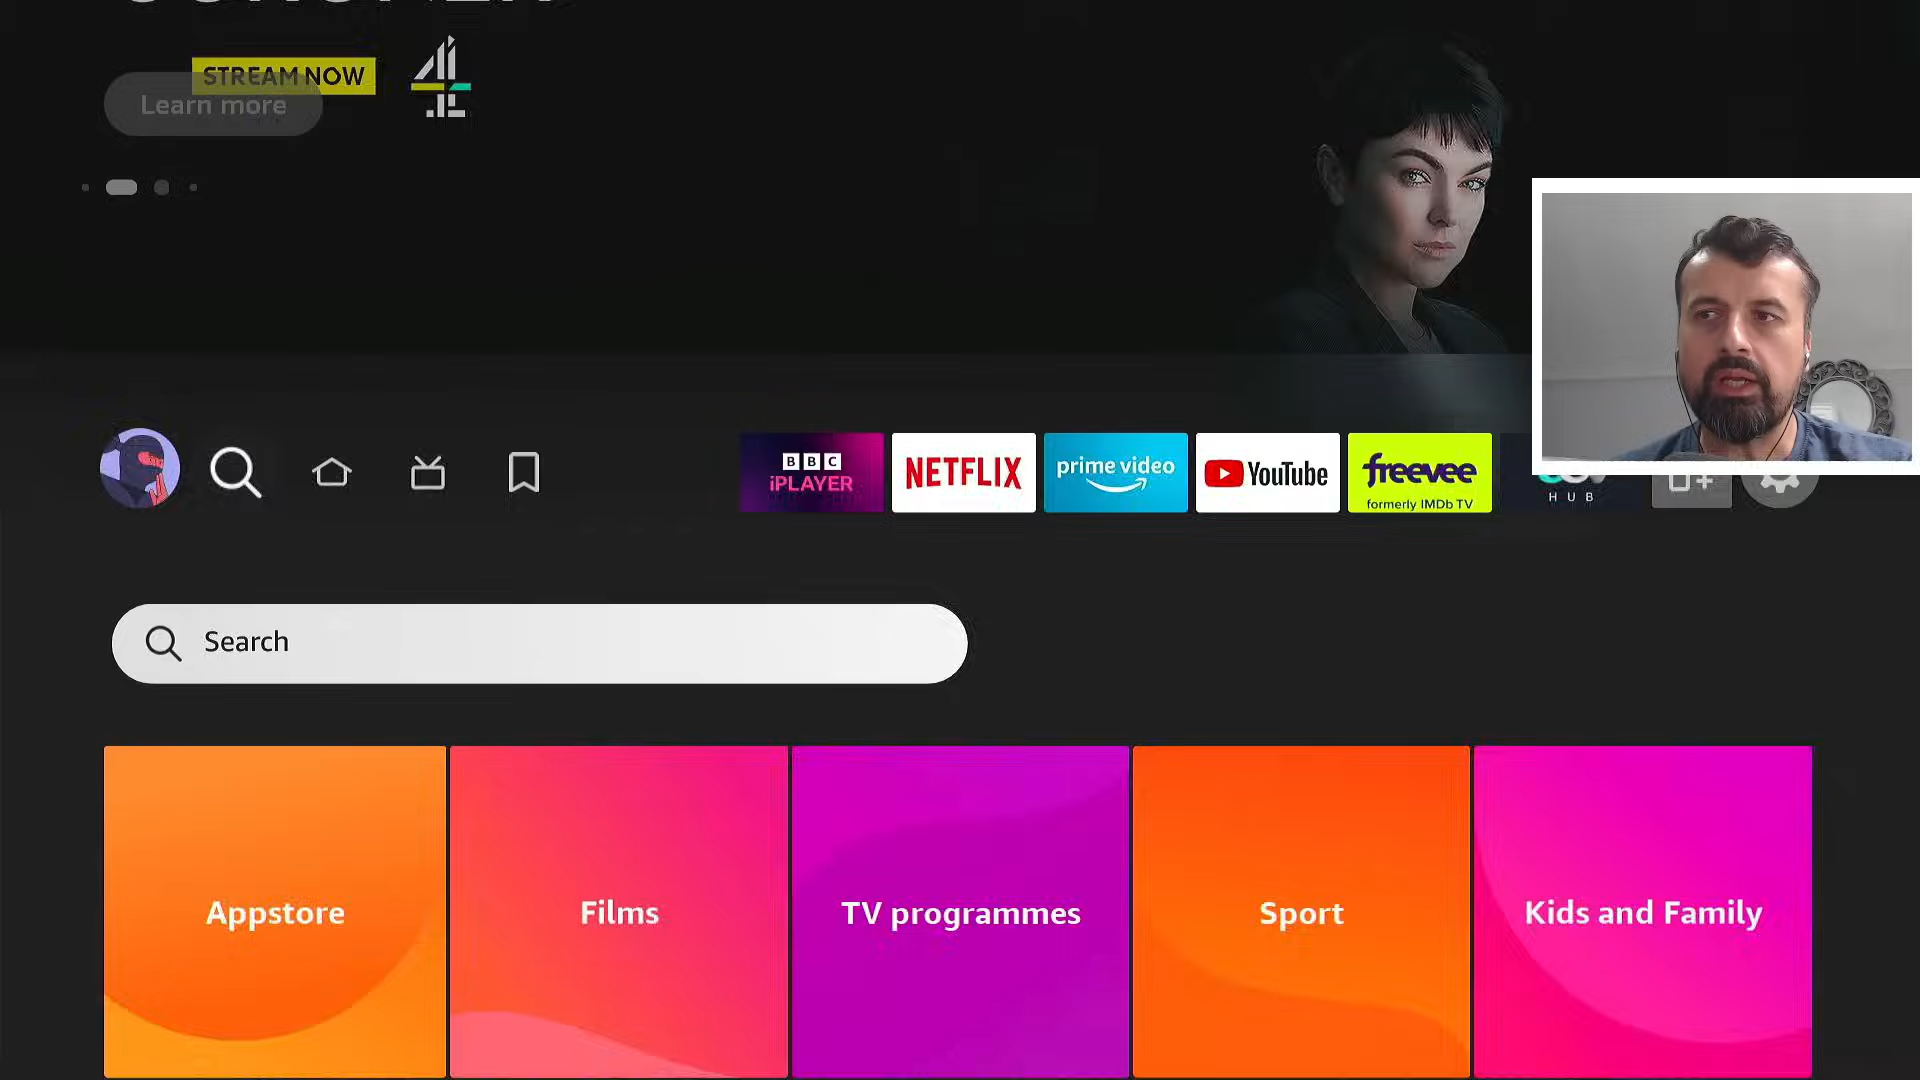 STREAM NOW
Learn more
BBC
iPLAYER
NETFLIX
prime video
YouTube
freevee
formerly IMDb TV
HUB
Search
Appstore
Films
TV programmes
Sport
Kids and Family